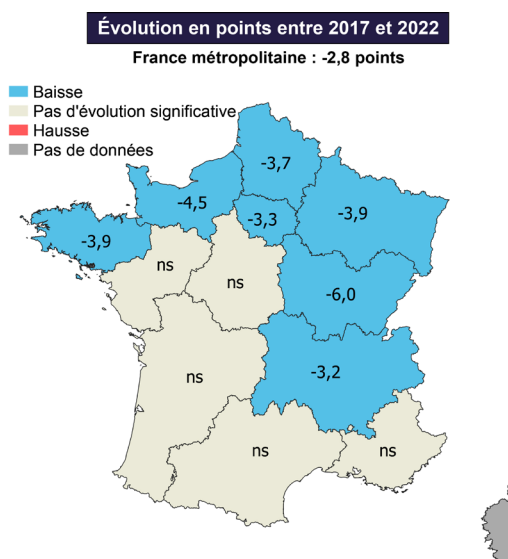 Évolution en points entre 2017 et 2022
France métropolitaine : -2,8 points
Baisse
Pas d'évolution significative
Hausse
Pas de données
-3,7
-4,5
-3,3
-3,9
-3,9
ns
ns
-6,0
ns
-3,2
ns
ns